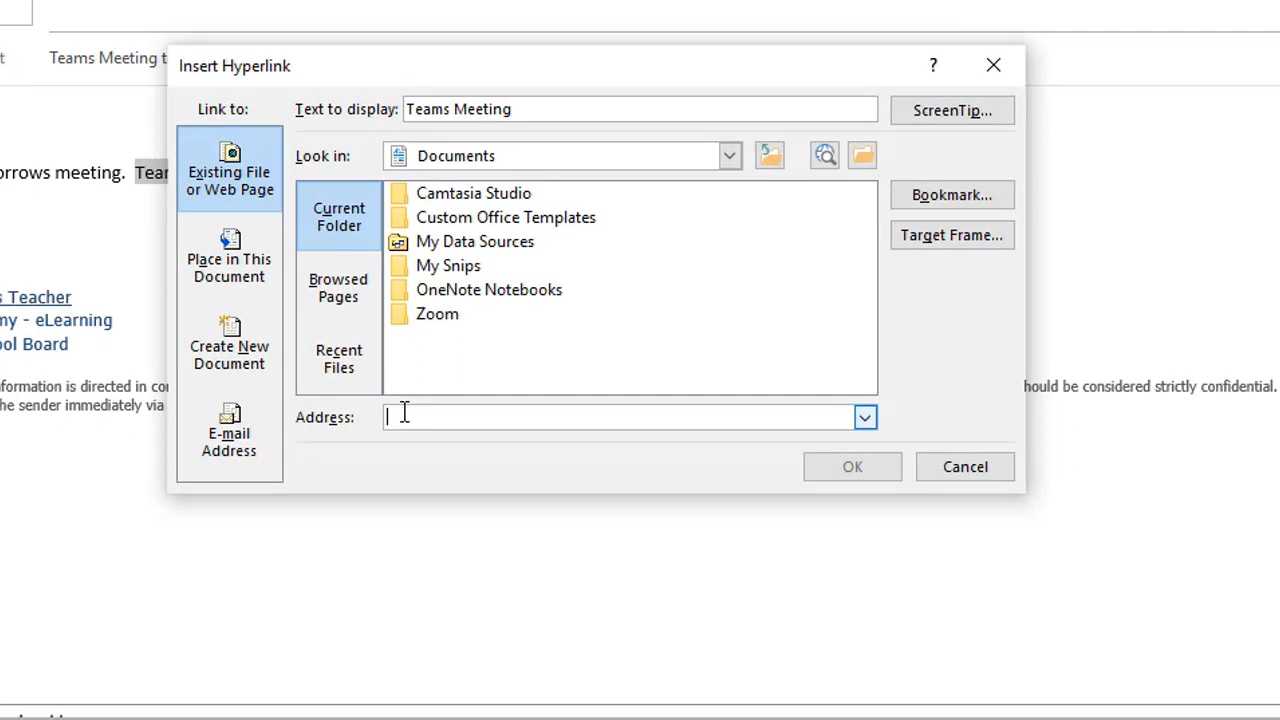 t Teams Meeting t
Insert Hyperlink
?
Link to:
Text to display: Teams Meeting
ScreenTip...
Existing File
or Web Page
Look in: Documents
orrows meeting. Tear
Current
Folder
Camtasia Studio
Custom Office Templates
My Data Sources
My Snips
OneNote Notebooks
Zoom
Bookmark...
Target Frame...
Place in This
Document
Browsed
Pages
s Teacher
my - eLearning
ool Board
Create New
Document
Recent
Files
nformation is directed in co
hould be considered strictly confidential.
he sender immediately via
Address:
E-mail
Address
OK
Cancel